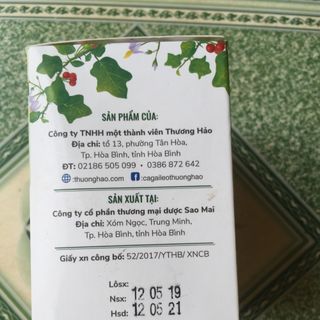 SẢN PHẨM CỦA:
Công ty TNHH một thành viên Thương Hảo
Địa chỉ: tổ 13, phường Tân Hòa,
Tp. Hòa Bình, tỉnh Hòa Bình
ĐT: 02186 505 099 - 0386 872 642
thuonghao.com cagaileothuonghao.com
SẢN XUẤT TẠI:
Công ty cổ phần thương mại dược Sao Mai
Địa chỉ: Xóm Ngọc, Trung Minh,
Tp. Hòa Bình, tỉnh Hòa Bình
Giấy xn công bố: 52/2017/YTHB/ XNCB
Lôsx:
Nsx: 12 05 19
Hsd: 12 05 21